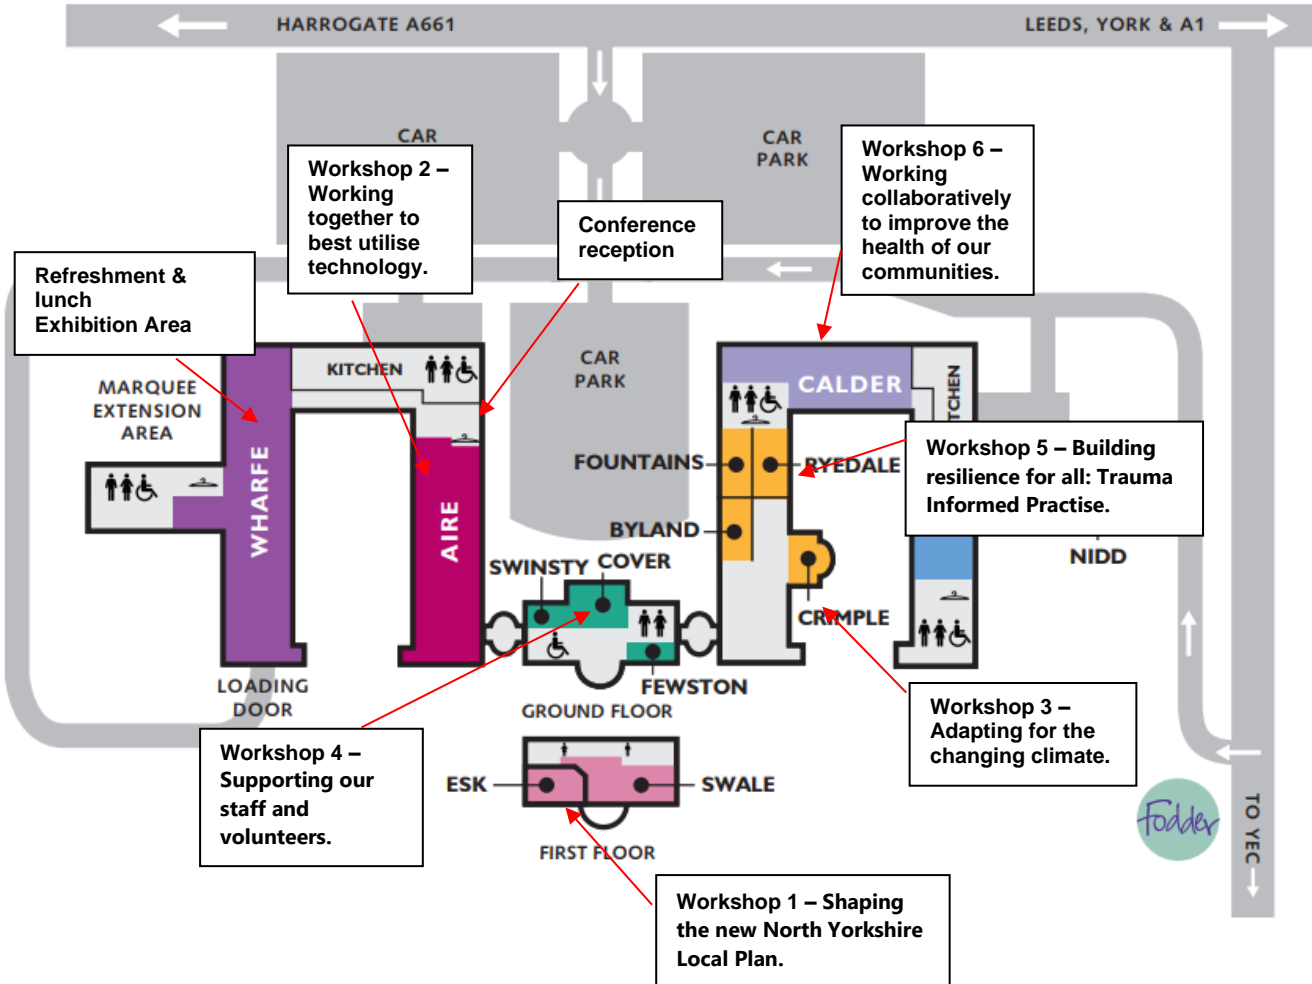 HARROGATE A661
LEEDS, YORK & A1
CAR
CAR
PARK
Workshop 2 –
Working
together to
best utilise
technology.
Conference
reception
Workshop 6 –
Working
collaboratively
to improve the
health of our
communities.
Refreshment &
lunch
Exhibition Area
MARQUEE
EXTENSION
AREA
KITCHEN
CAR
PARK
CALDER
TCHEN
WHARFE
AIRE
FOUNTAINS
RYEDALE
BYLAND
Workshop 5 – Building
resilience for all: Trauma
Informed Practise.
NIDD
SWINSTY
COVER
CRIMPLE
FEWSTON
LOADING
DOOR
GROUND FLOOR
Workshop 4 –
Supporting our
staff and
volunteers.
Workshop 3 –
Adapting for the
changing climate.
ESK
SWALE
FIRST FLOOR
Fodder
TO YEC
Workshop 1 – Shaping
the new North Yorkshire
Local Plan.